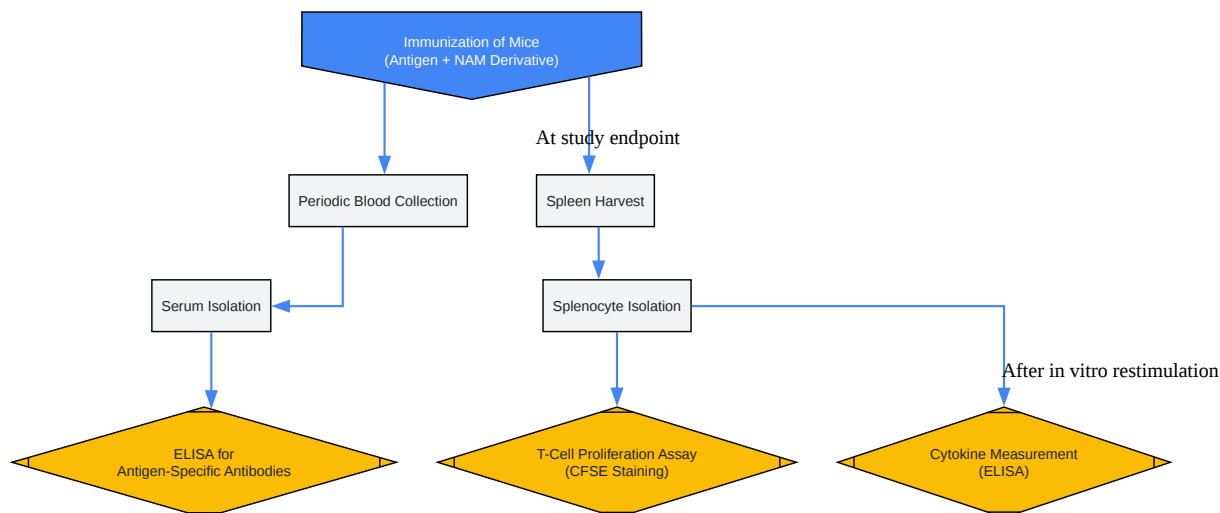 Immunization of Mice
(Antigen + NAM Derivative)
At study endpoint
Periodic Blood Collection
Spleen Harvest
Serum Isolation
Splenocyte Isolation
After in vitro restimulation
ELISA for
Antigen-Specific Antibodies
T-Cell Proliferation Assay
(CFSE Staining)
Cytokine Measurement
(ELISA)